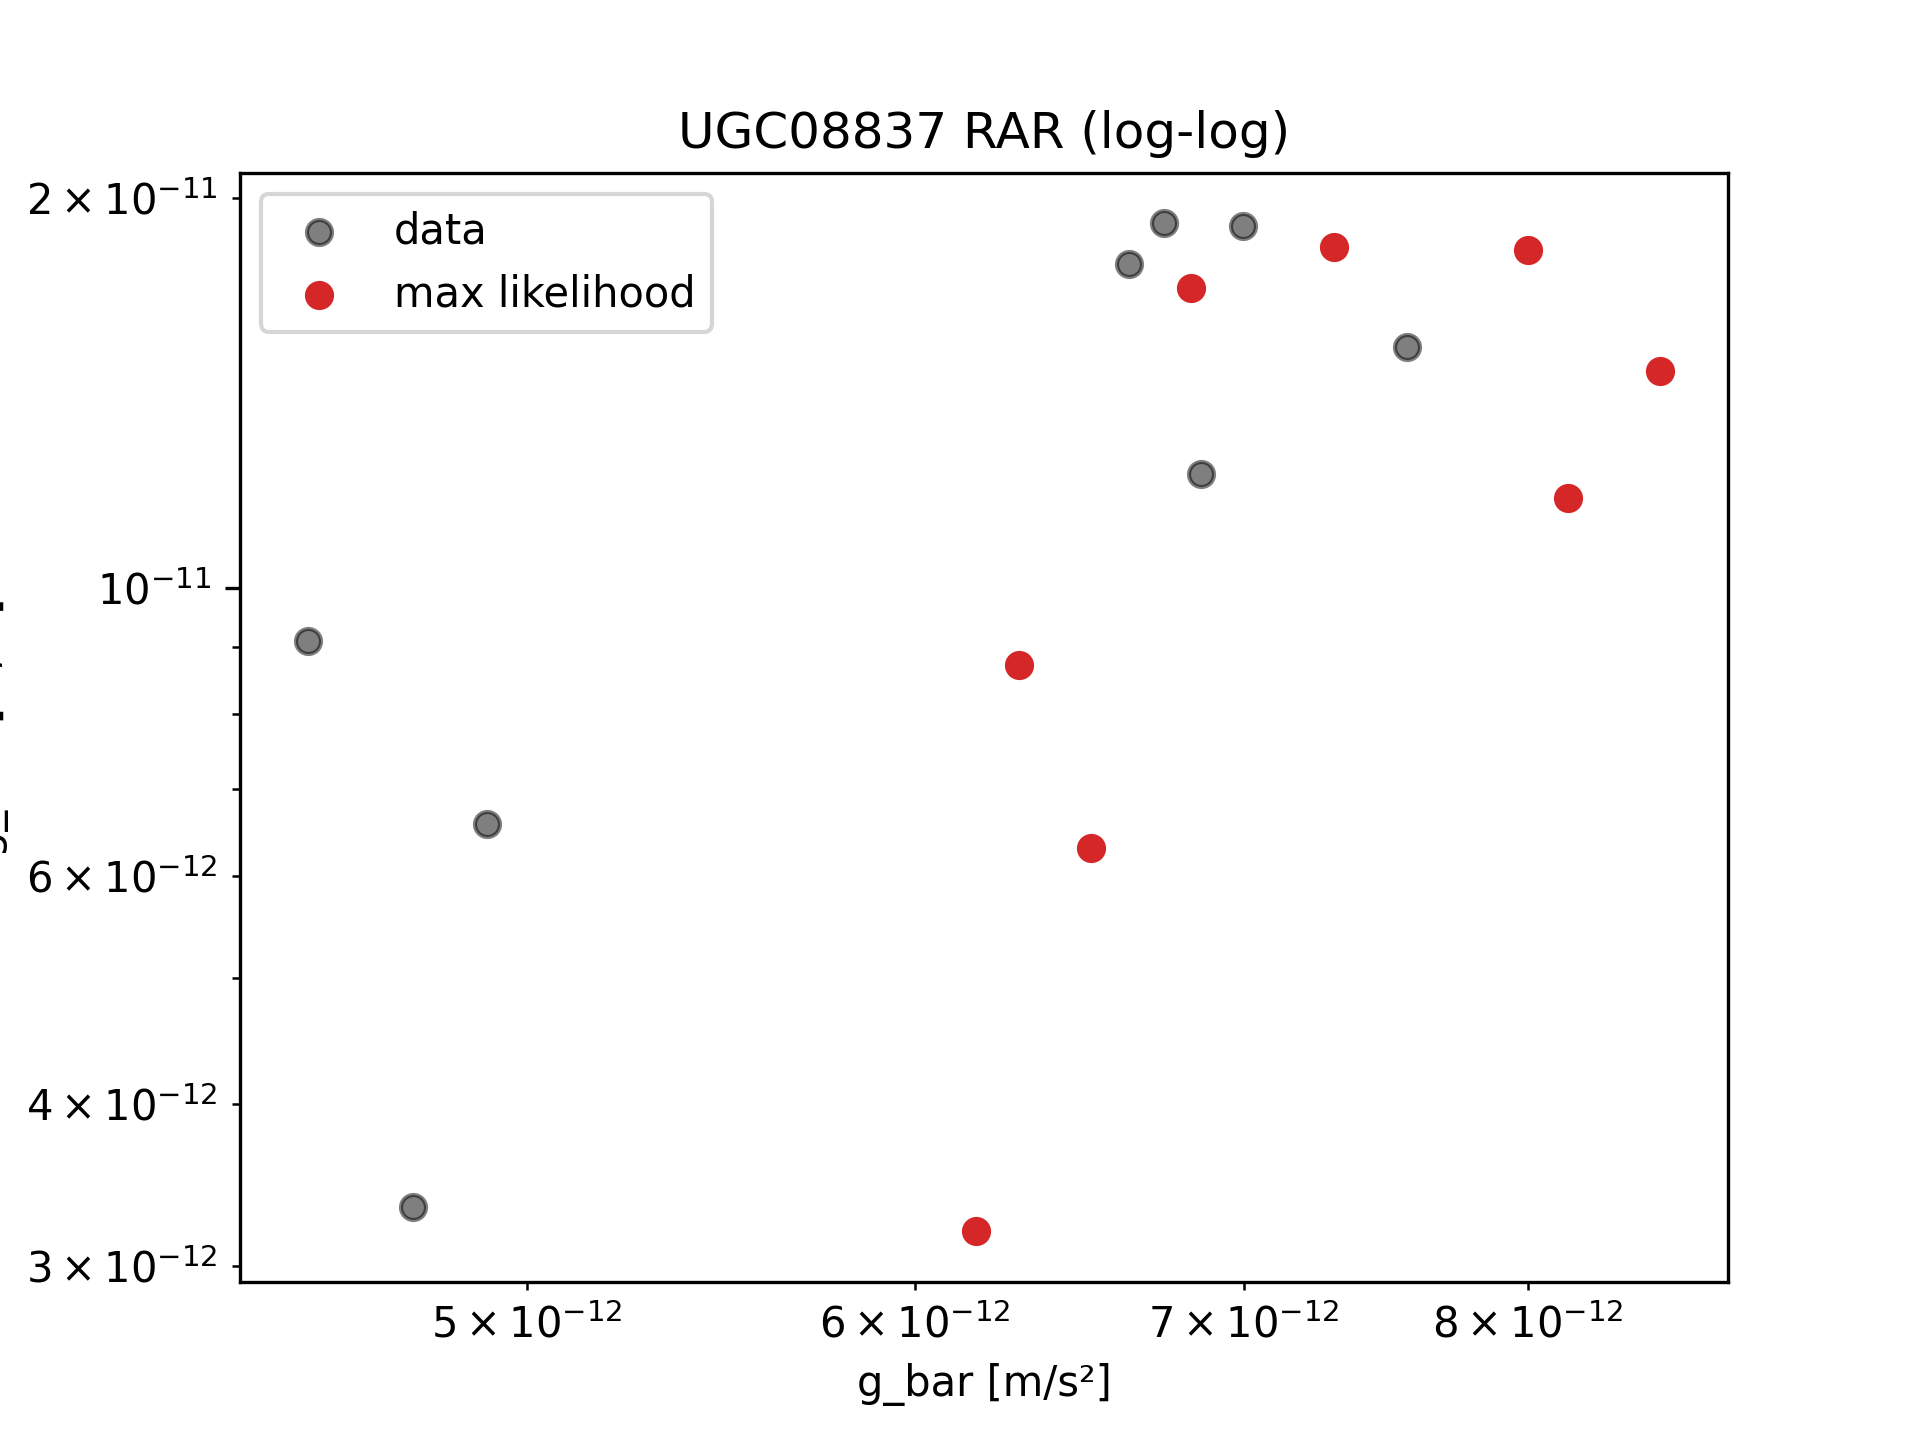 UGC08837 RAR (log-log)
data
max likelihood
2 × 10⁻¹¹
10⁻¹¹
6 × 10⁻¹²
4 × 10⁻¹²
3 × 10⁻¹²
5 × 10⁻¹² 6 × 10⁻¹² 7 × 10⁻¹² 8 × 10⁻¹²
g_bar [m/s²]